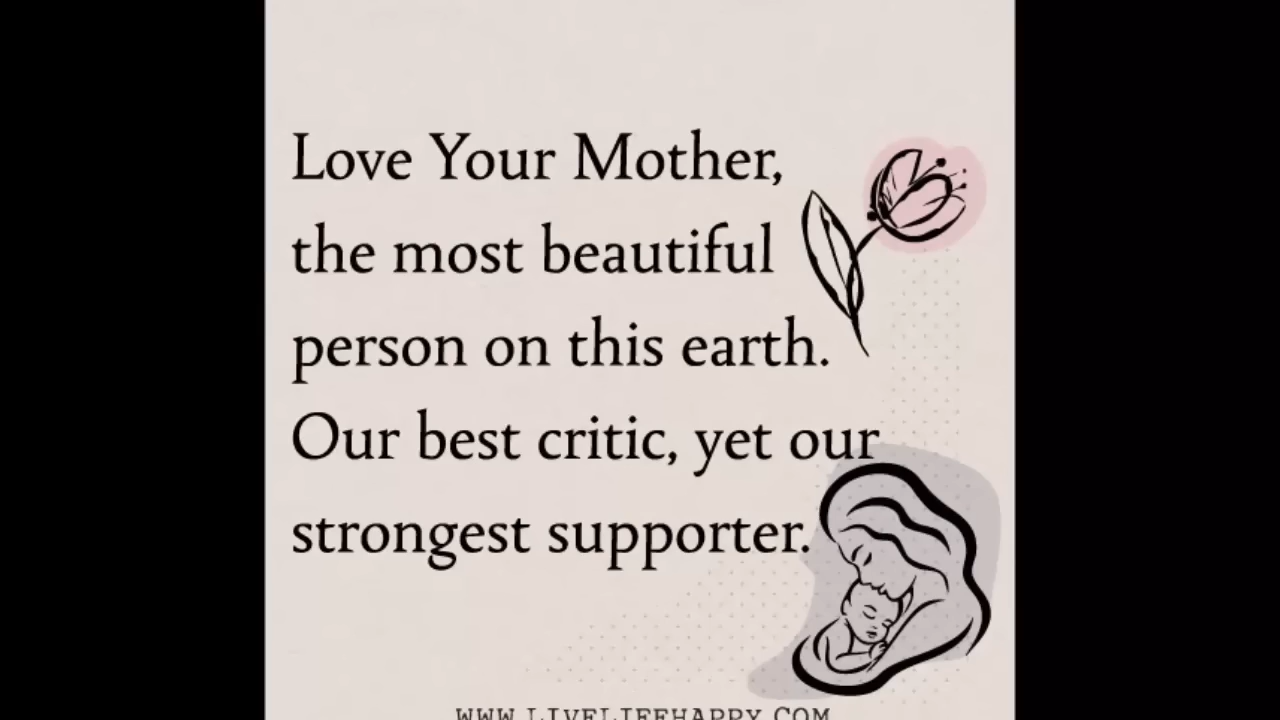 Love Your Mother,
the most beautiful
person on this earth.
Our best critic, yet our
strongest supporter.
WWW.LIVELIFEHAPPY.COM